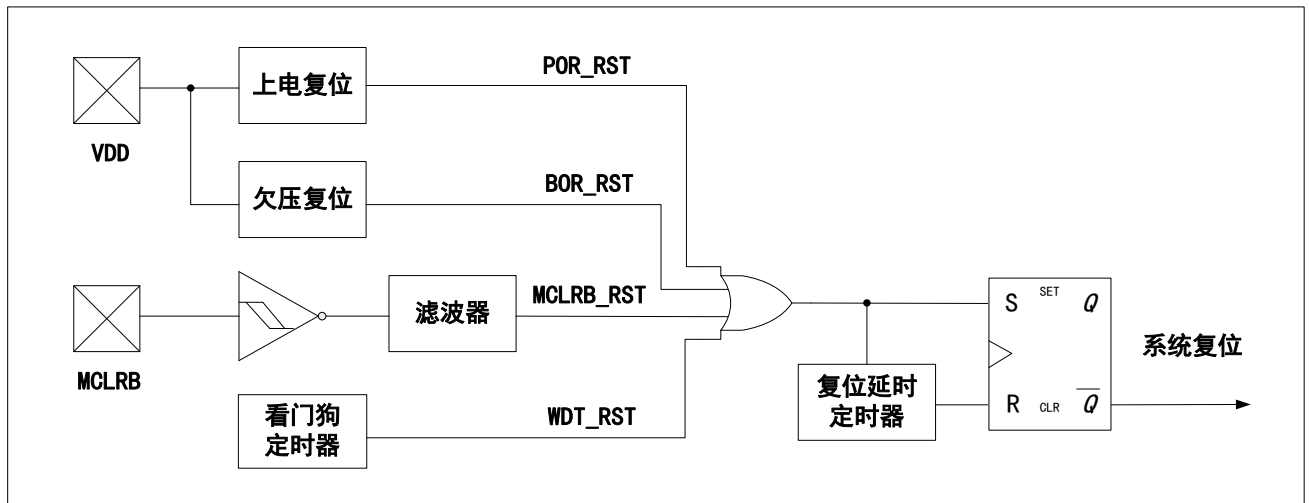 上电复位
POR_RST
VDD
欠压复位
BOR_RST
MCLRB
滤波器
MCLRB_RST
看门狗
定时器
WDT_RST
复位延时
定时器
S
SET
Q
R
CLR
Q̅
系统复位